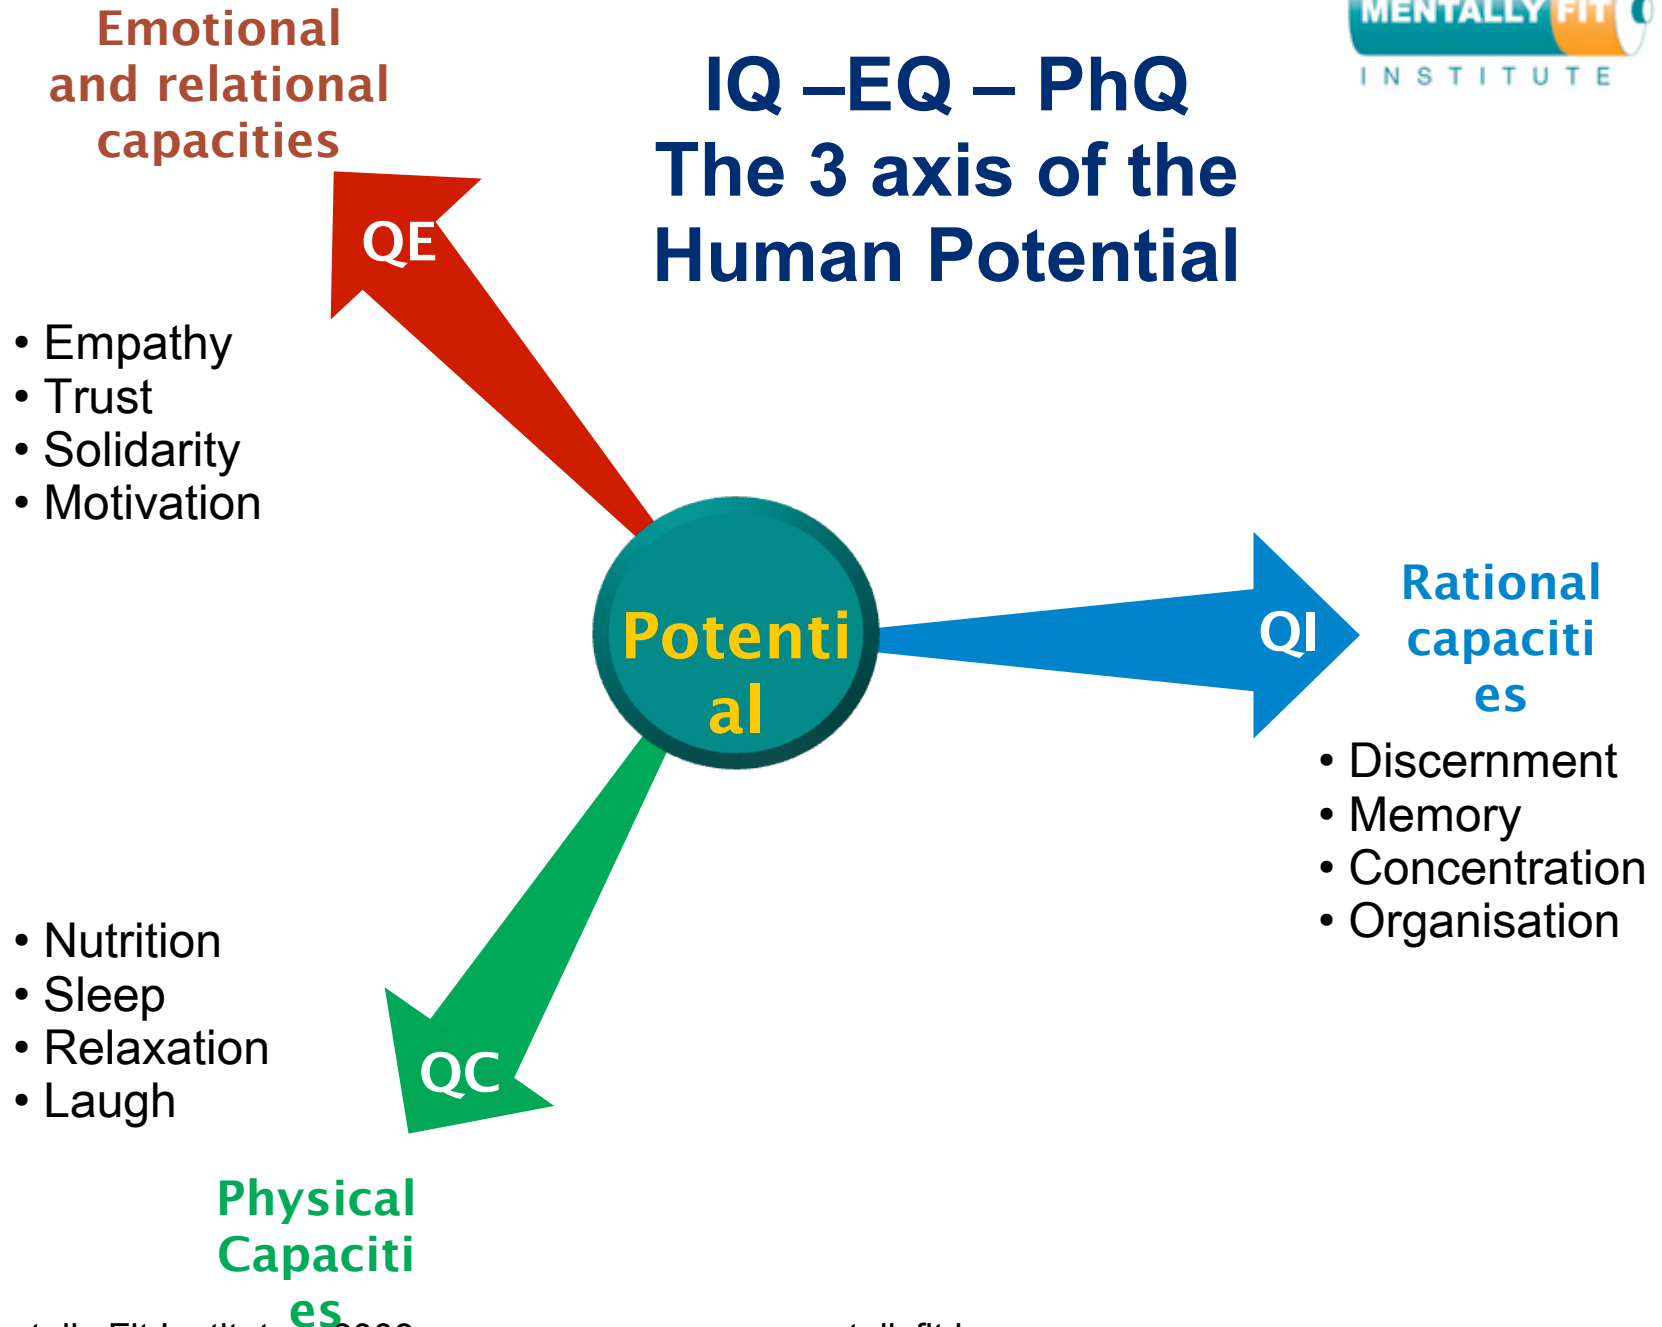 Emotional
and relational
capacities
MENTALLY FIT
INSTITUTE
IQ –EQ – PhQ
The 3 axis of the
Human Potential
QE
• Empathy
• Trust
• Solidarity
• Motivation
Potenti
al
QI
Rational
capaciti
es
• Discernment
• Memory
• Concentration
• Organisation
• Nutrition
• Sleep
• Relaxation
• Laugh
QC
Physical
Capaciti
es